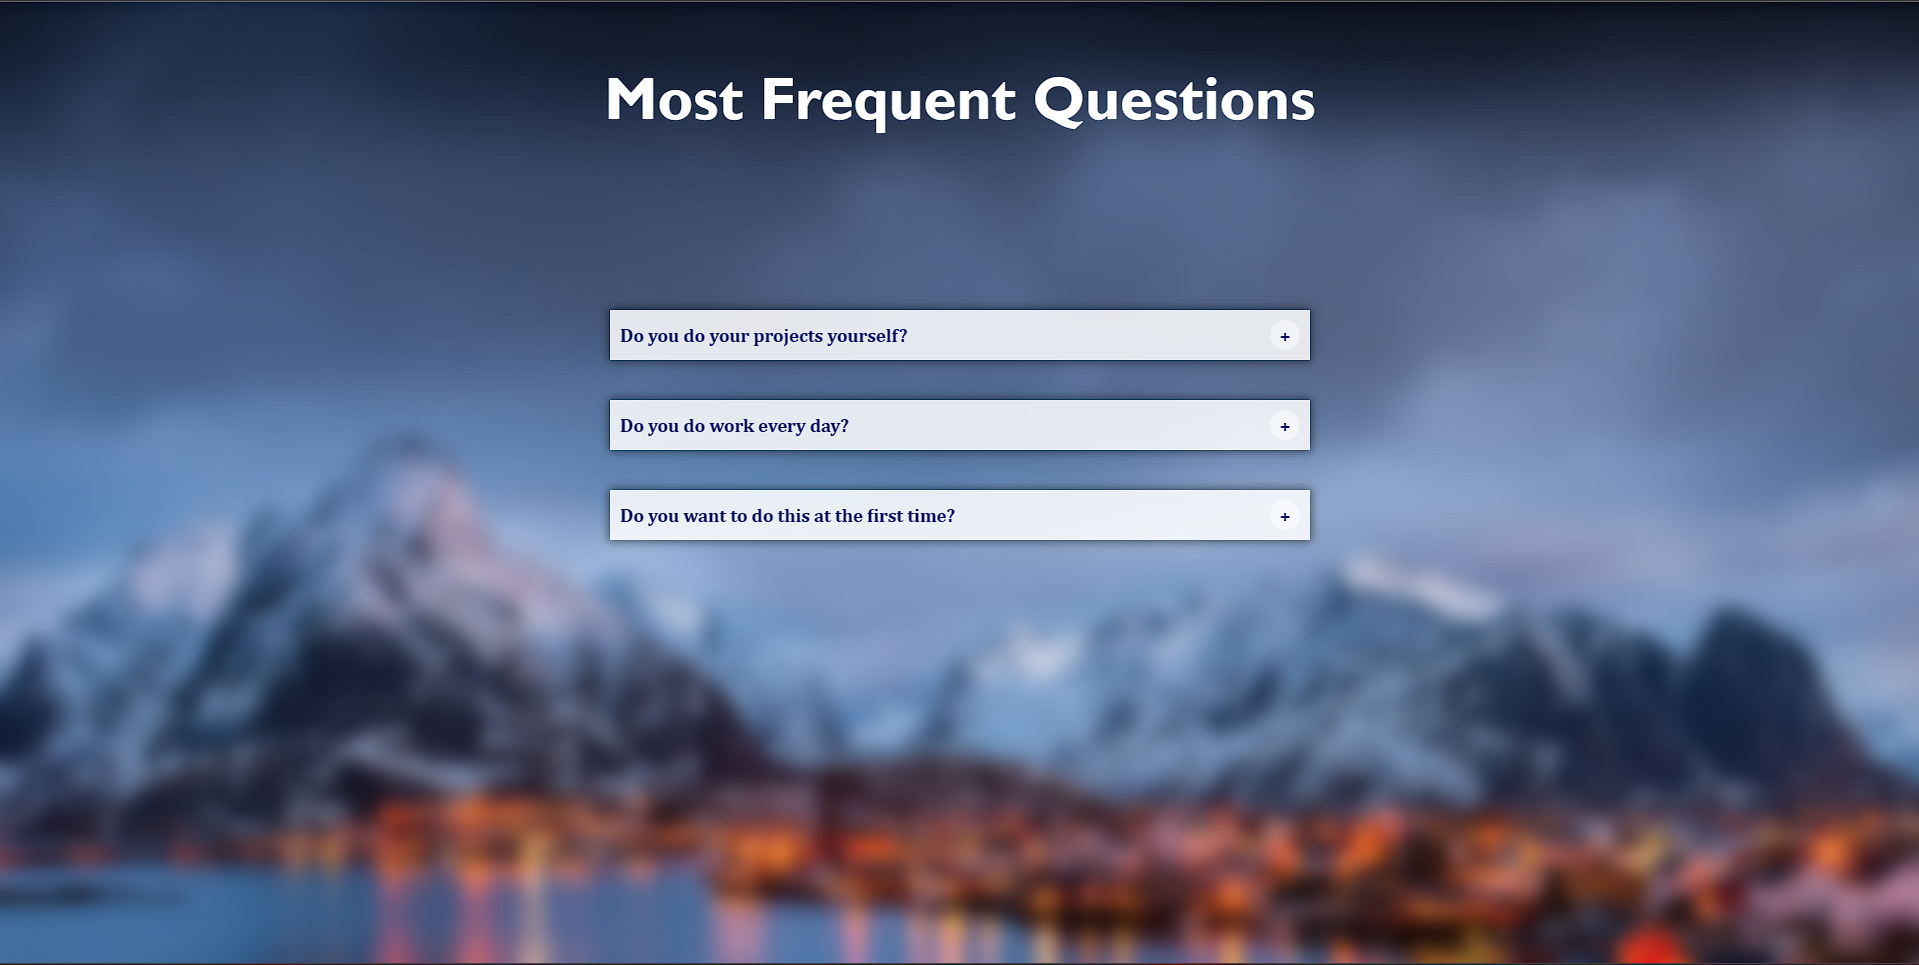 Most Frequent Questions
Do you do your projects yourself?
+
Do you do work every day?
+
Do you want to do this at the first time?
+